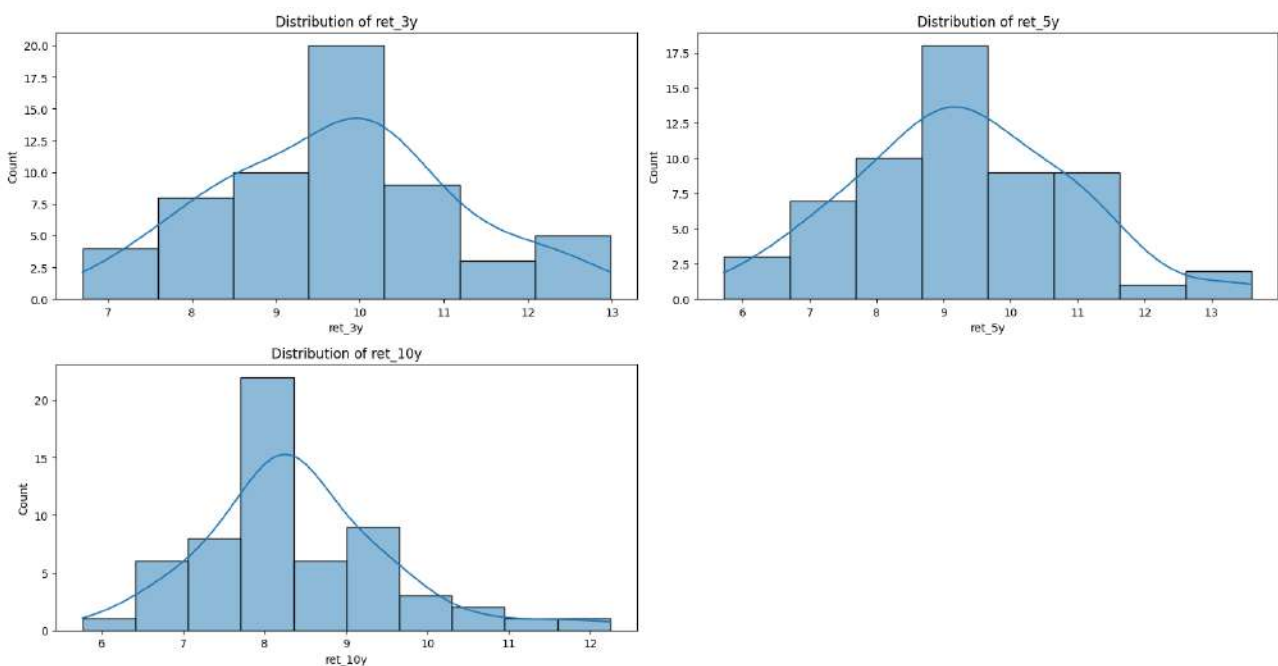 Distribution of ret_3y
20.0
17.5
15.0
12.5
10.0
7.5
5.0
2.5
0.0
Count
7 8 9 10 11 12 13
ret_3y
Distribution of ret_5y
17.5
15.0
12.5
10.0
7.5
5.0
2.5
0.0
Count
6 7 8 9 10 11 12 13
ret_5y
Distribution of ret_10y
20
15
10
5
0
Count
6 7 8 9 10 11 12
ret_10y